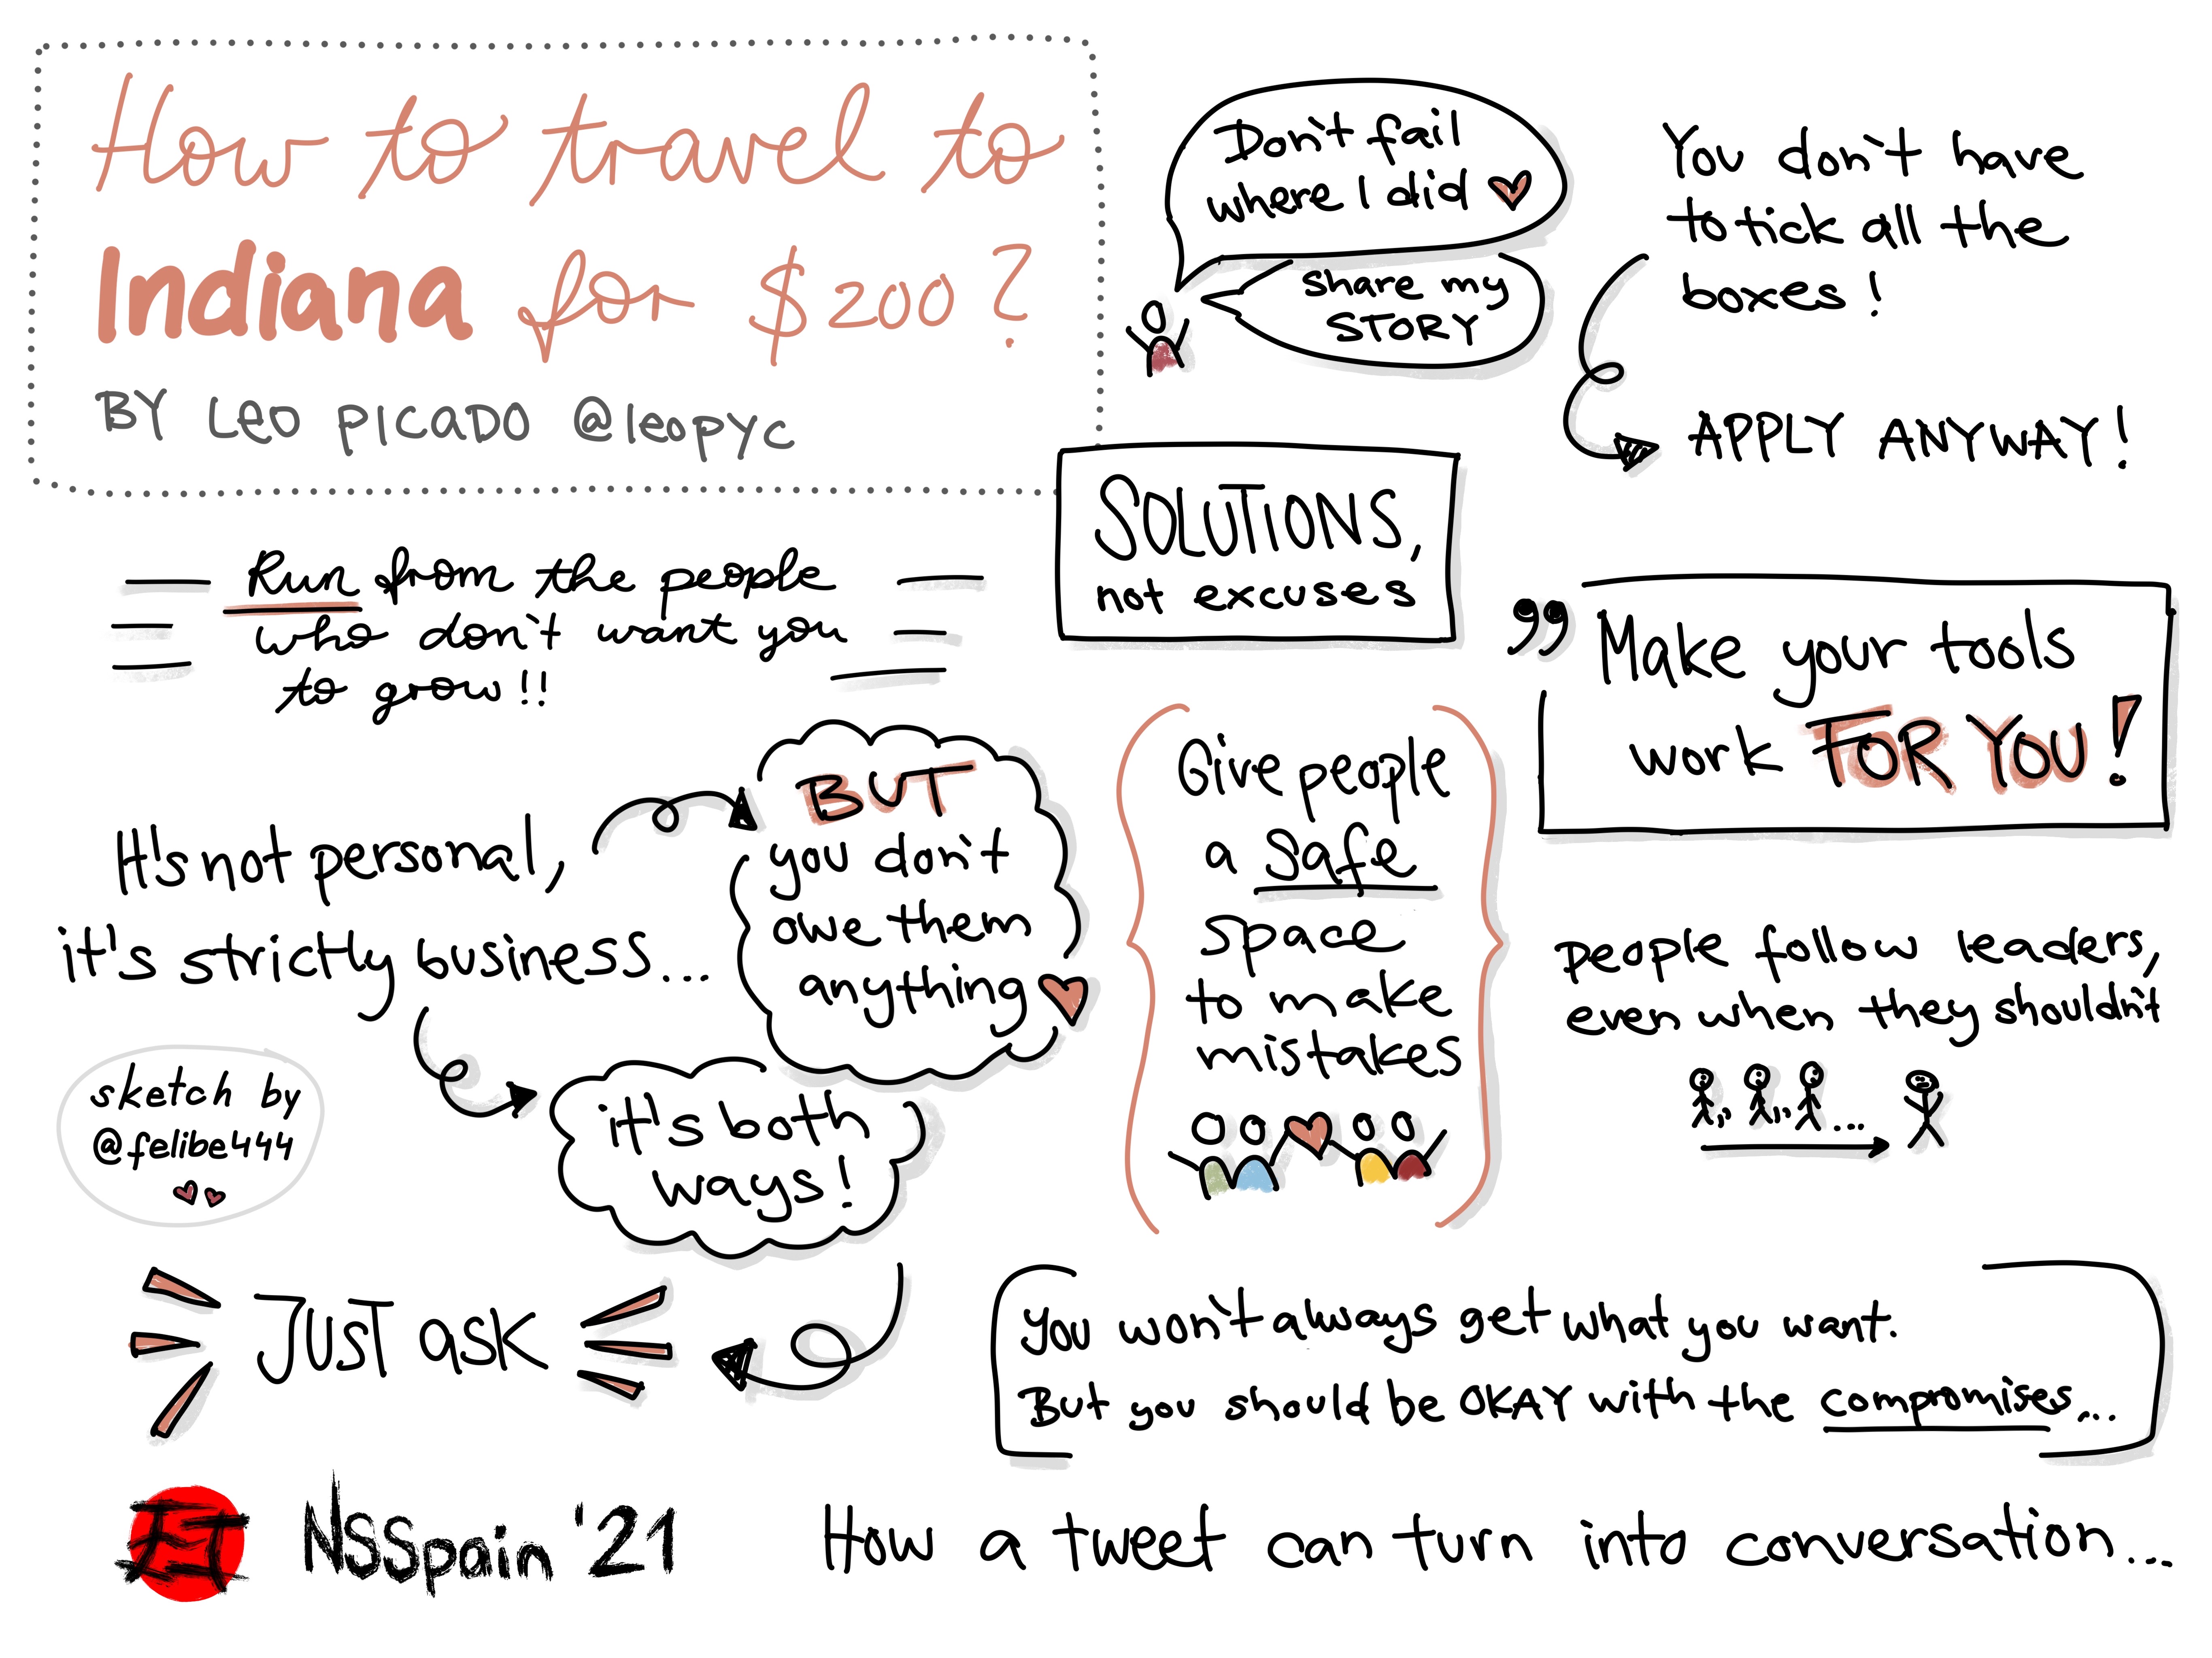 How to travel to
Indiana for $200?
BY LEO PICADO @leopyc
Don't fail
where I did
share my
STORY
You don't have
to tick all the
boxes!
APPLY ANYWAY!
SOLUTIONS,
not excuses
Run from the people
who don't want you
to grow!!
" Make your tools
work FOR YOU!
It's not personal,
it's strictly business...
BUT
you don't
owe them
anything
it's both
ways!
Give people
a safe
space
to make
mistakes
people follow leaders,
even when they shouldn't
...
sketch by
@felibe444
JUST ask
You won't always get what you want.
But you should be OKAY with the compromises...
NSSpain '21
How a tweet can turn into conversation...